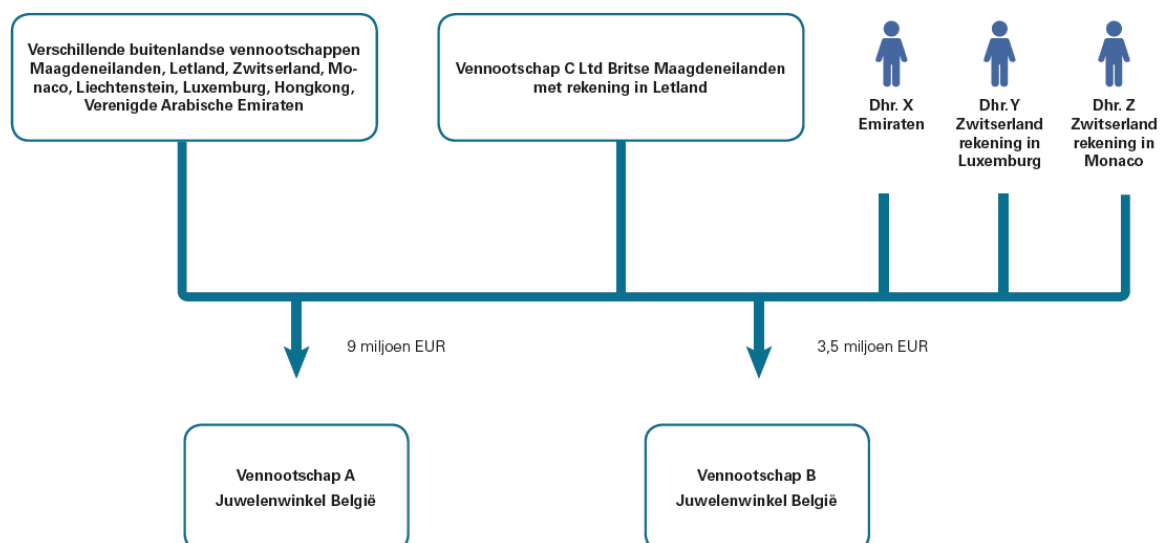 Verschillende buitenlandse vennootschappen
Maagdeneilanden, Letland, Zwitserland, Mo-
naco, Liechtenstein, Luxemburg, Hongkong,
Verenigde Arabische Emiraten
Vennootschap C Ltd Britse Maagdeneilanden
met rekening in Letland
Dhr. X
Emiraten
Dhr. Y
Zwitserland
rekening in
Luxemburg
Dhr. Z
Zwitserland
rekening in
Monaco
9 miljoen EUR
3,5 miljoen EUR
Vennootschap A
Juwelenwinkel België
Vennootschap B
Juwelenwinkel België